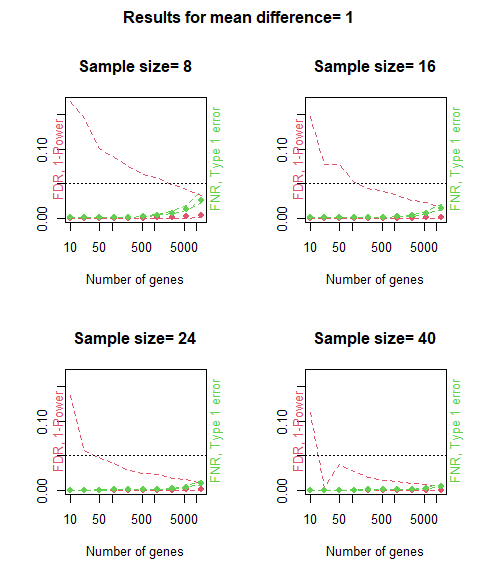 Results for mean difference= 1
Sample size= 8
FDR, 1-Power
0.00 0.10
FNR, Type 1 error
10 50 500 5000
Number of genes
Sample size= 16
FDR, 1-Power
0.00 0.10
FNR, Type 1 error
10 50 500 5000
Number of genes
Sample size= 24
FDR, 1-Power
0.00 0.10
FNR, Type 1 error
10 50 500 5000
Number of genes
Sample size= 40
FDR, 1-Power
0.00 0.10
FNR, Type 1 error
10 50 500 5000
Number of genes